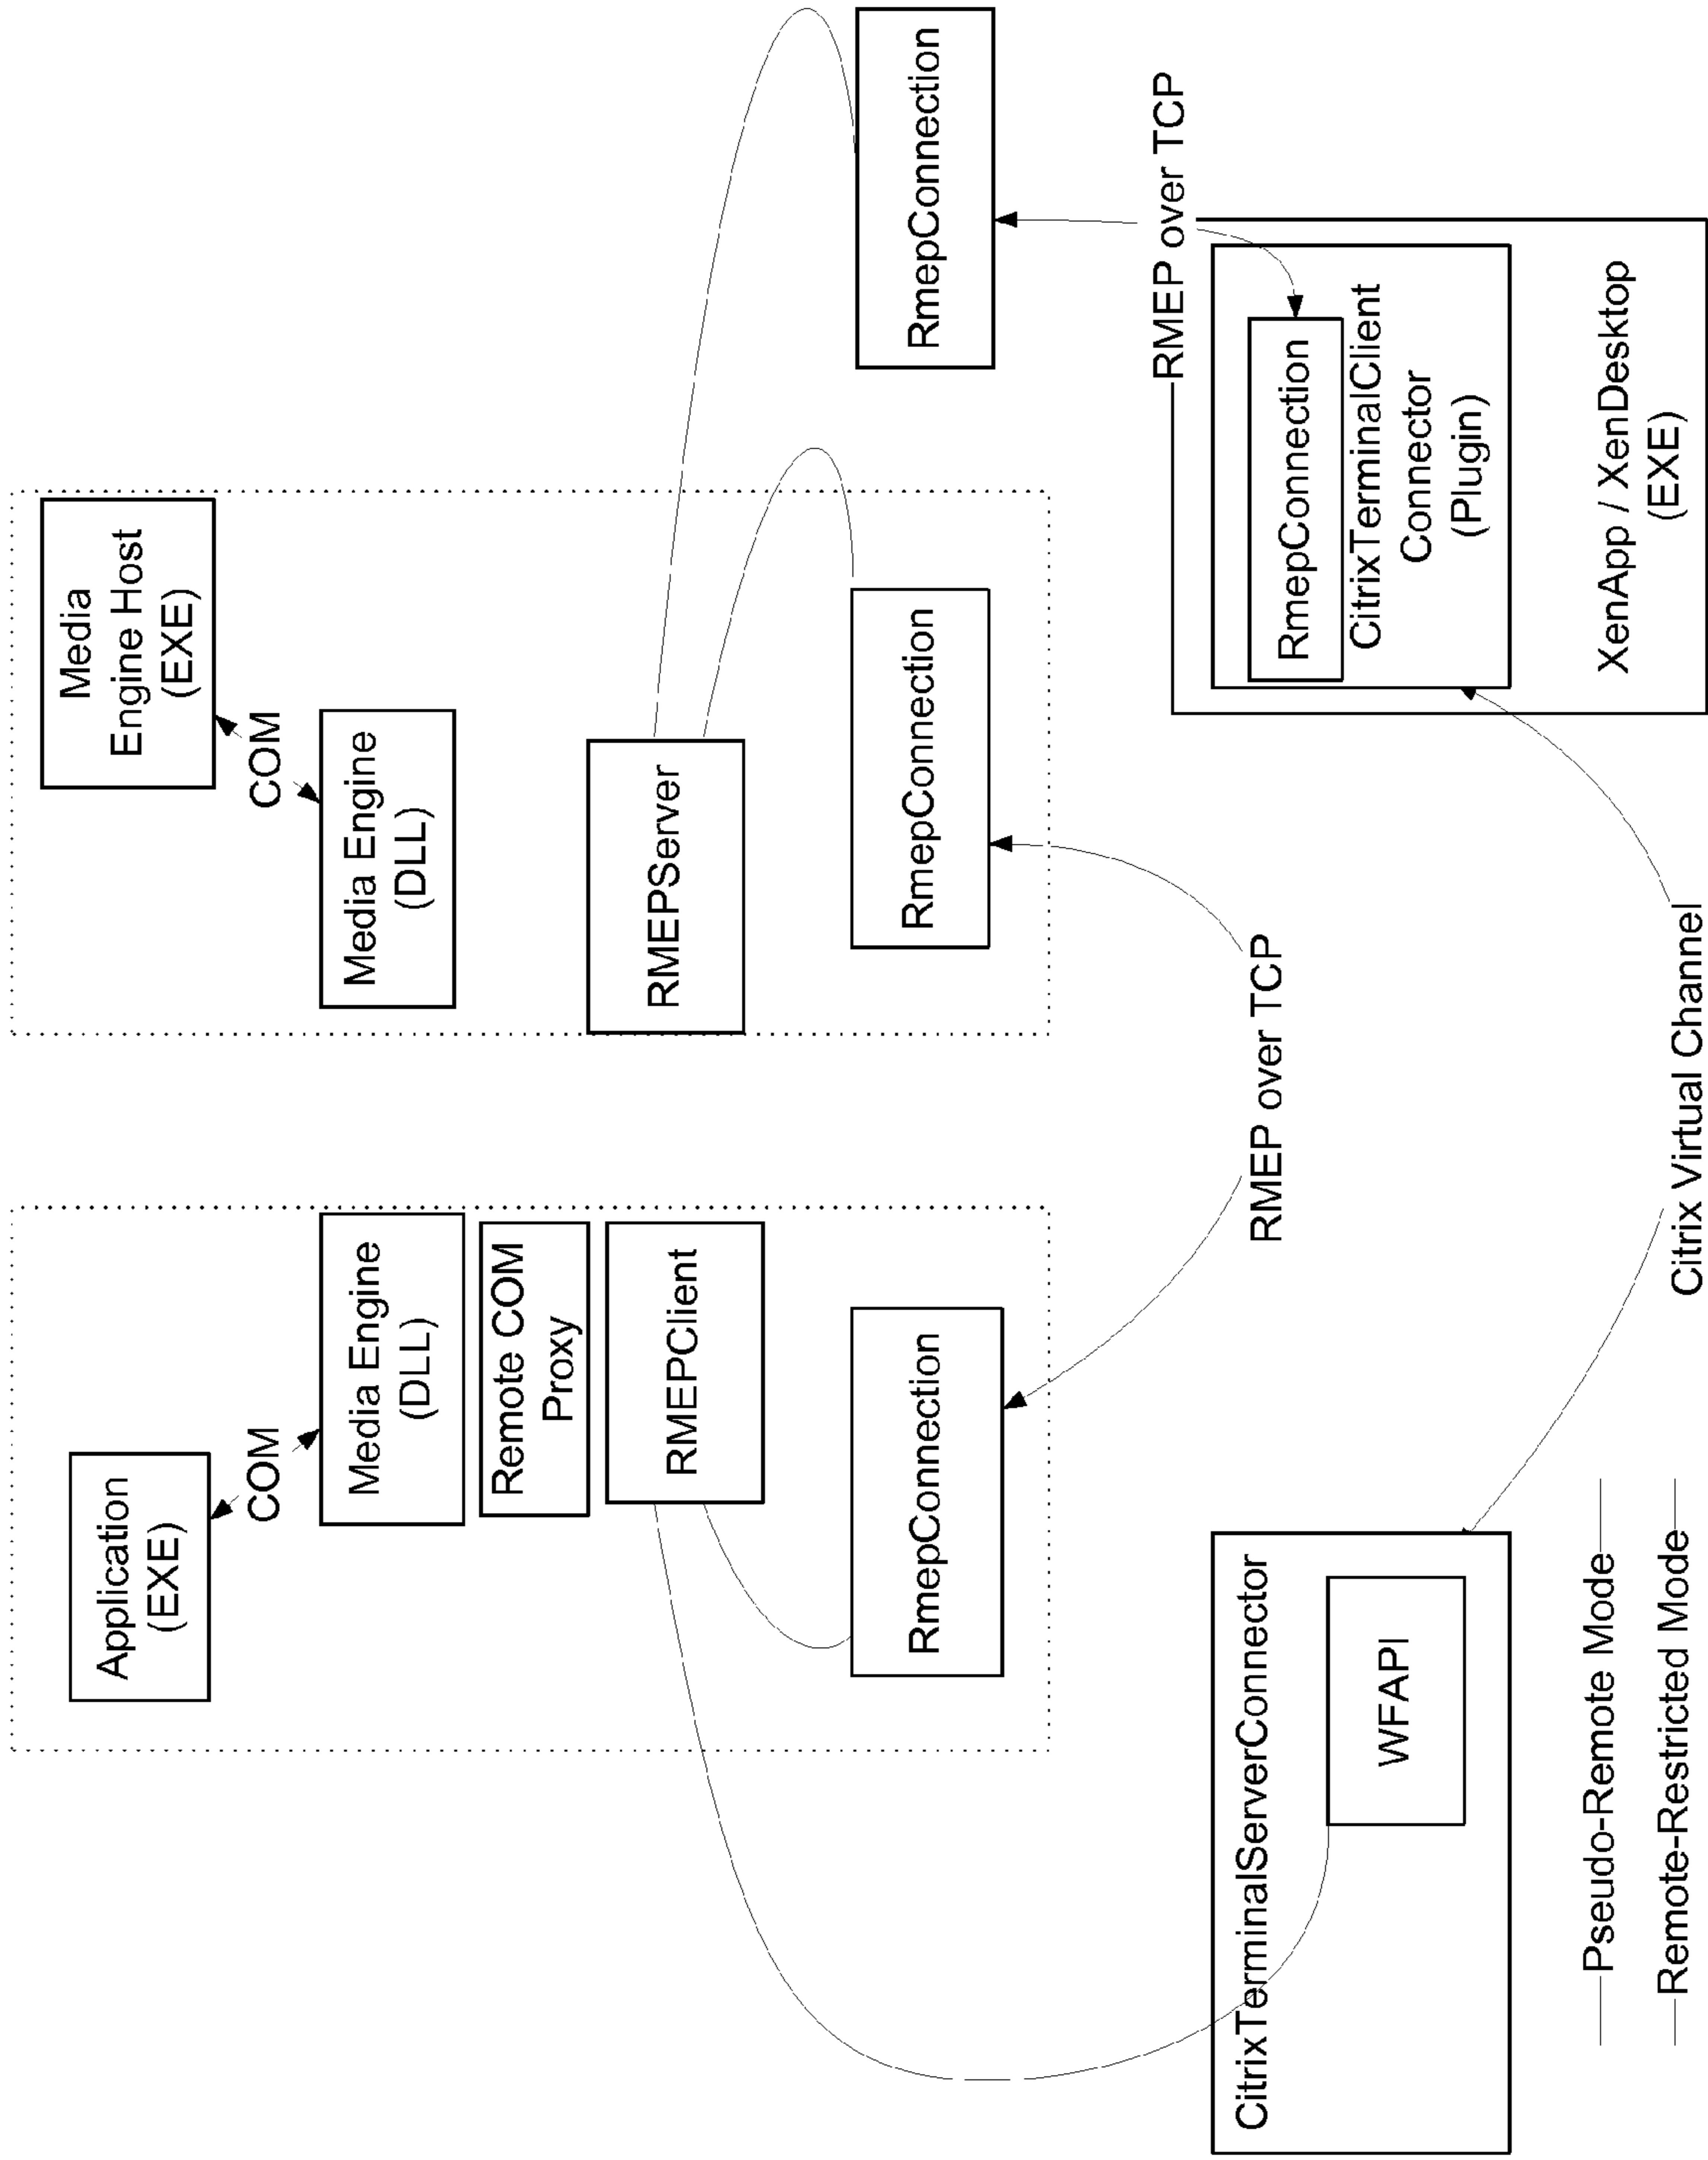 Application
(EXE)
COM
Media Engine
(DLL)
Remote COM
Proxy
RMEPClient
RmepConnection
Media
Engine Host
(EXE)
COM
Media Engine
(DLL)
RMEPServer
RmepConnection
RmepConnection
RMEP over TCP
RMEP over TCP
CitrixTerminalServerConnector
WFAPI
RmepConnection
CitrixTerminalClient
Connector
(Plugin)
XenApp / XenDesktop
(EXE)
Citrix Virtual Channel
Pseudo-Remote Mode
Remote-Restricted Mode